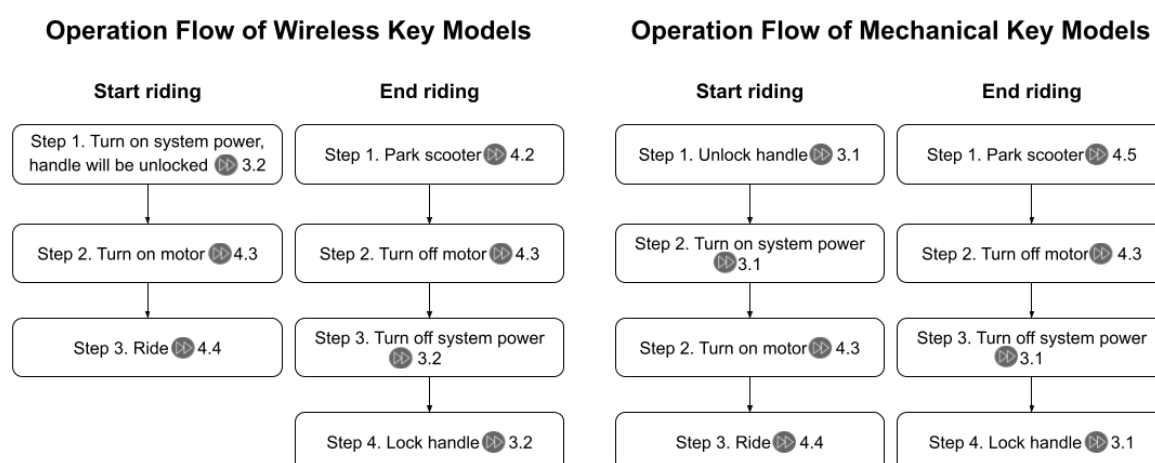 Operation Flow of Wireless Key Models
Start riding
Step 1. Turn on system power,
handle will be unlocked 3.2
Step 2. Turn on motor 4.3
Step 3. Ride 4.4
End riding
Step 1. Park scooter 4.2
Step 2. Turn off motor 4.3
Step 3. Turn off system power
3.2
Step 4. Lock handle 3.2
Operation Flow of Mechanical Key Models
Start riding
Step 1. Unlock handle 3.1
Step 2. Turn on system power
3.1
Step 2. Turn on motor 4.3
Step 3. Ride 4.4
End riding
Step 1. Park scooter 4.5
Step 2. Turn off motor 4.3
Step 3. Turn off system power
3.1
Step 4. Lock handle 3.1